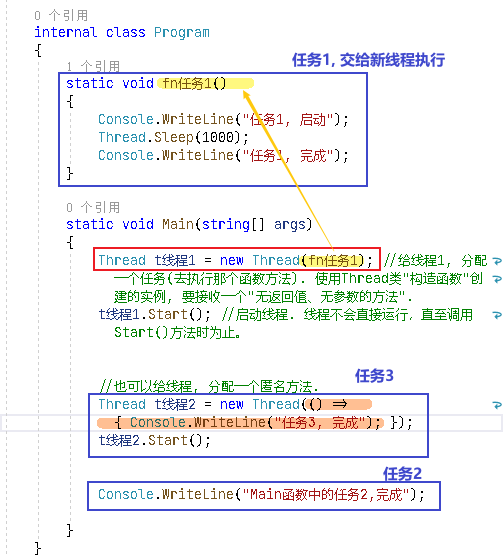 0 个引用
internal class Program
{
任务1, 交给新线程执行
1 个引用
static void fn任务1()
{
Console.WriteLine("任务1, 启动");
Thread.Sleep(1000);
Console.WriteLine("任务1, 完成");
}
0 个引用
static void Main(string[] args)
{
Thread t线程1 = new Thread(fn任务1); //给线程1, 分配
一个任务(去执行那个函数方法). 使用Thread类"构造函数"创
建的实例, 要接收一个"无返回值、无参数的方法".
t线程1.Start(); //启动线程. 线程不会直接运行，直至调用
Start()方法时为止。
任务3
//也可以给线程, 分配一个匿名方法.
Thread t线程2 = new Thread(() =>
{ Console.WriteLine("任务3, 完成"); });
t线程2.Start();
任务2
Console.WriteLine("Main函数中的任务2,完成");
}
}